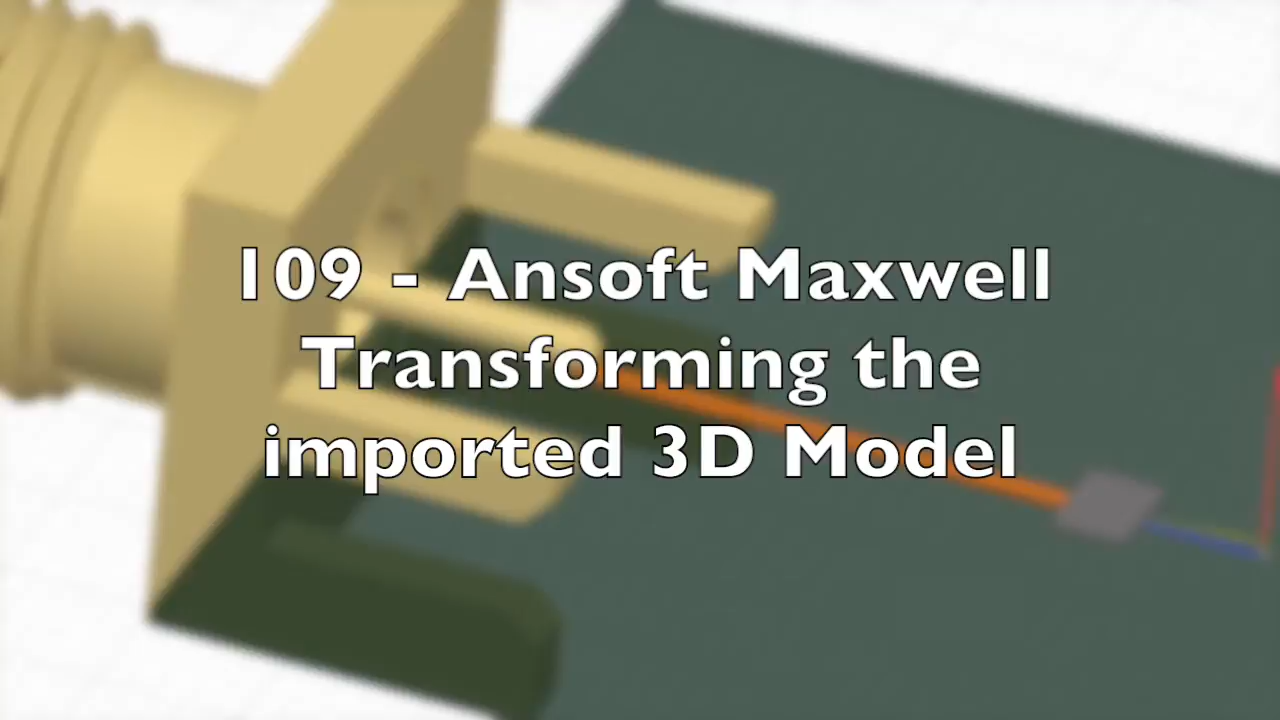 109 - Ansoft Maxwell
Transforming the
imported 3D Model